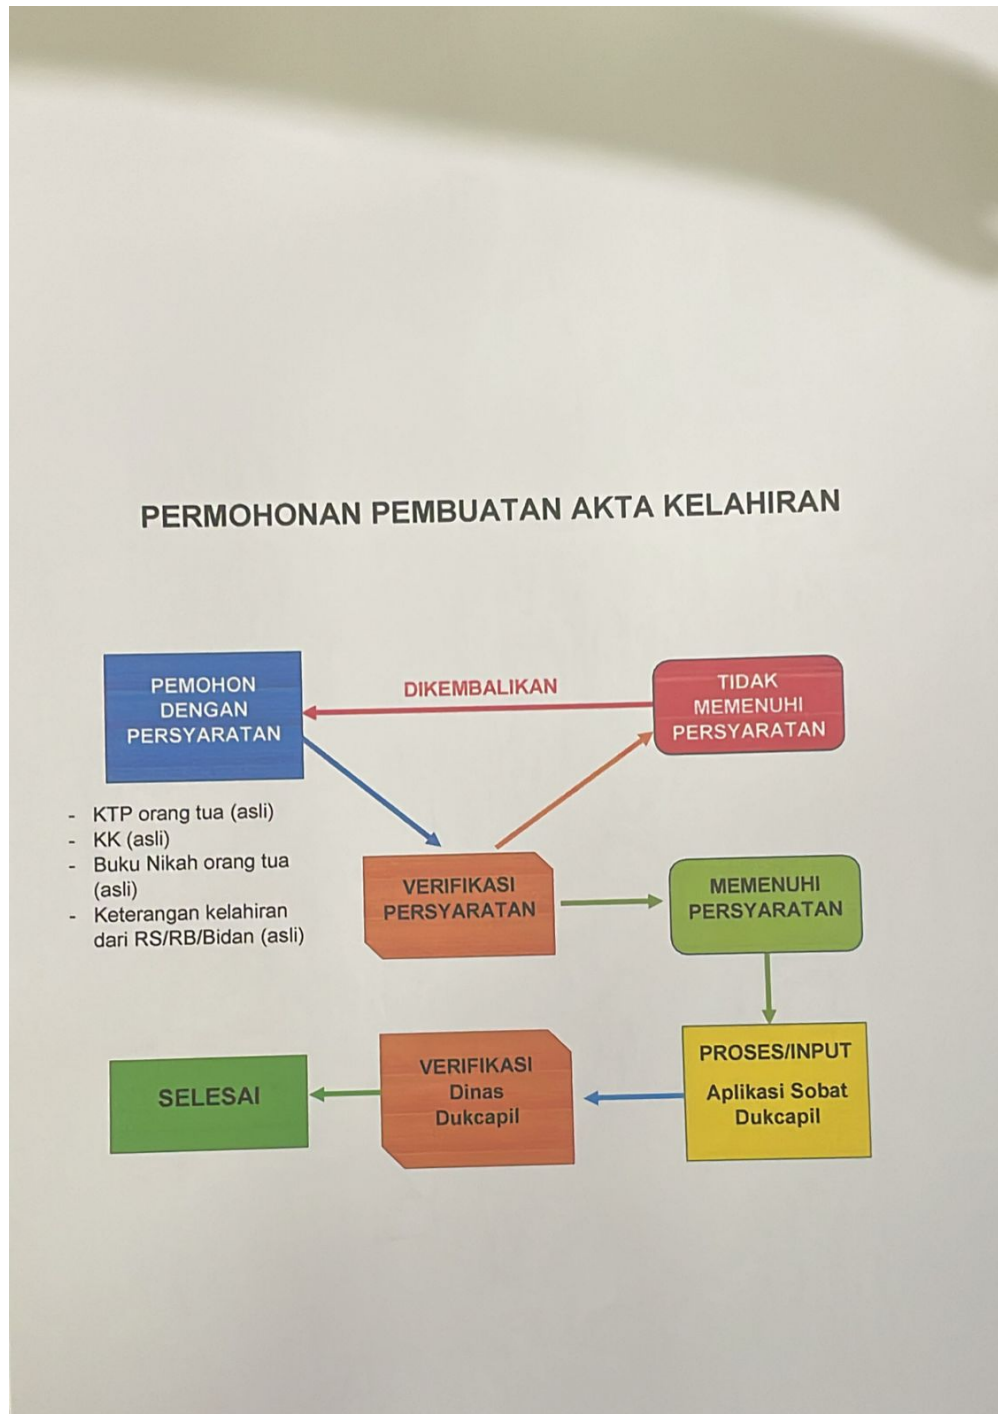 PERMOHONAN PEMBUATAN AKTA KELAHIRAN
PEMOHON
DENGAN
PERSYARATAN
DIKEMBALIKAN
TIDAK
MEMENUHI
PERSYARATAN
- KTP orang tua (asli)
- KK (asli)
- Buku Nikah orang tua
(asli)
- Keterangan kelahiran
dari RS/RB/Bidan (asli)
VERIFIKASI
PERSYARATAN
MEMENUHI
PERSYARATAN
PROSES/INPUT
Aplikasi Sobat
Dukcapil
VERIFIKASI
Dinas
Dukcapil
SELESAI